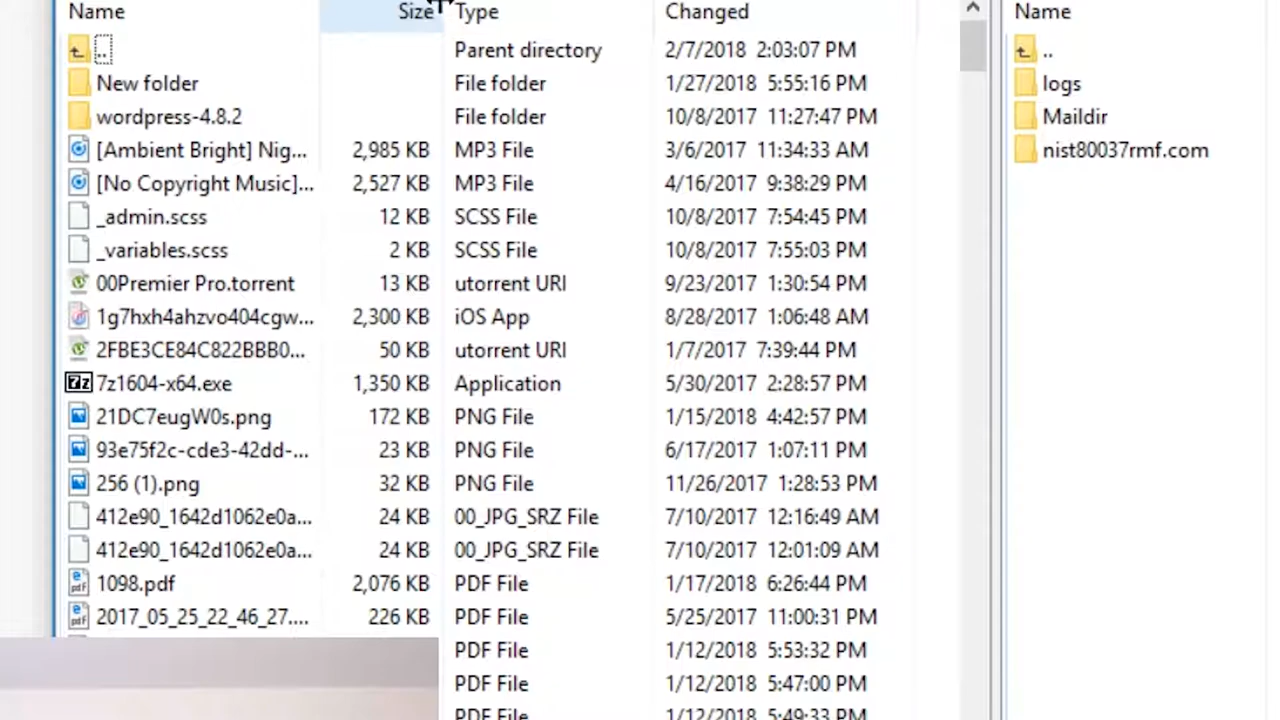 Name Size Type Changed Name
.. Parent directory 2/7/2018 2:03:07 PM ..
New folder File folder 1/27/2018 5:55:16 PM logs
wordpress-4.8.2 File folder 10/8/2017 11:27:47 PM Maildir
[Ambient Bright] Nig... 2,985 KB MP3 File 3/6/2017 11:34:33 AM nist80037rmf.com
[No Copyright Music]... 2,527 KB MP3 File 4/16/2017 9:38:29 PM
_admin.scss 12 KB SCSS File 10/8/2017 7:54:45 PM
_variables.scss 2 KB SCSS File 10/8/2017 7:55:03 PM
00Premier Pro.torrent 13 KB utorrent URI 9/23/2017 1:30:54 PM
1g7hxh4ahzvo404cgw... 2,300 KB iOS App 8/28/2017 1:06:48 AM
2FBE3CE84C822BBB0... 50 KB utorrent URI 1/7/2017 7:39:44 PM
7z 7z1604-x64.exe 1,350 KB Application 5/30/2017 2:28:57 PM
21DC7eugW0s.png 172 KB PNG File 1/15/2018 4:42:57 PM
93e75f2c-cde3-42dd-... 23 KB PNG File 6/17/2017 1:07:11 PM
256 (1).png 32 KB PNG File 11/26/2017 1:28:53 PM
412e90_1642d1062e0a... 24 KB 00_JPG_SRZ File 7/10/2017 12:16:49 AM
412e90_1642d1062e0a... 24 KB 00_JPG_SRZ File 7/10/2017 12:01:09 AM
1098.pdf 2,076 KB PDF File 1/17/2018 6:26:44 PM
2017_05_25_22_46_27.... 226 KB PDF File 5/25/2017 11:00:31 PM
PDF File 1/12/2018 5:53:32 PM
PDF File 1/12/2018 5:47:00 PM
PDF File 1/12/2018 5:49:33 PM